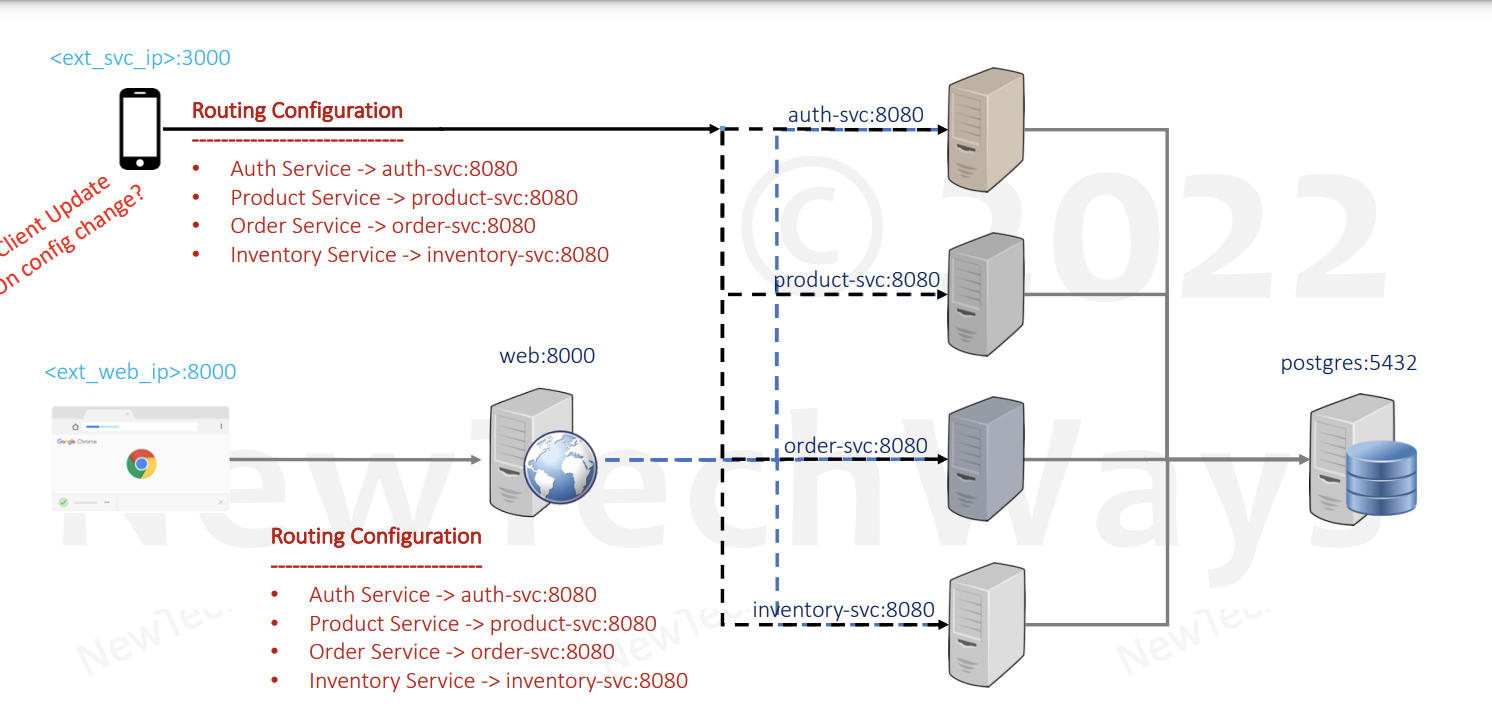 <ext_svc_ip>:3000
Routing Configuration
-----------------------------
• Auth Service -> auth-svc:8080
• Product Service -> product-svc:8080
• Order Service -> order-svc:8080
• Inventory Service -> inventory-svc:8080
Client Update
On config change?
auth-svc:8080
product-svc:8080
© 2022
<ext_web_ip>:8000
web:8000
postgres:5432
Google Chrome
order-svc:8080
NewTechWays
Routing Configuration
-----------------------------
• Auth Service -> auth-svc:8080
• Product Service -> product-svc:8080
• Order Service -> order-svc:8080
• Inventory Service -> inventory-svc:8080
inventory-svc:8080